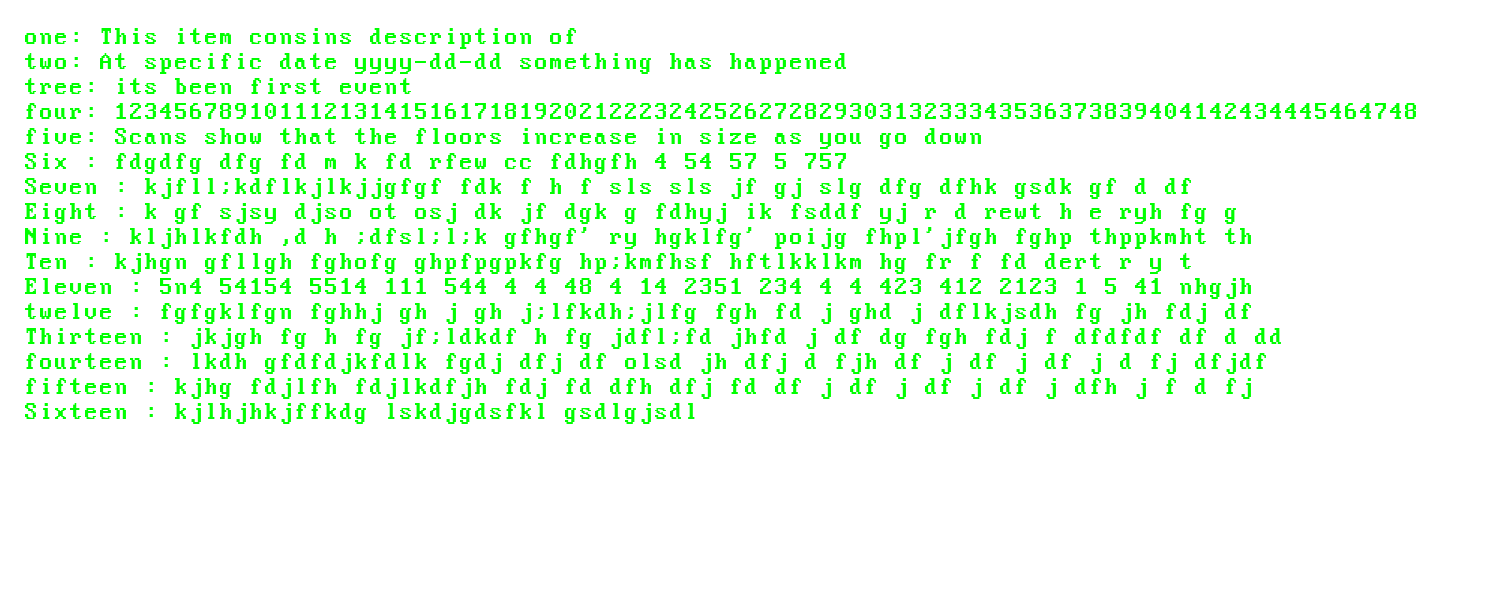 one: This item consins description of
two: At specific date yyyy-dd-dd something has happened
tree: its been first event
four: 123456789101112131415161718192021222324252627282930313233343536373839404142434445464748
five: Scans show that the floors increase in size as you go down
Six : fdgdfg dfg fd m k fd rfew cc fdhgfh 4 54 57 5 757
Seven : kjfll;kdflkjlkjjgfgf fdk f h f sls sls jf gj slg dfg dfhk gsdk gf d df
Eight : k gf sjsy djso ot osj dk jf dgk g fdhyj ik fsddf yj r d rewt h e ryh fg g
Nine : kljhlkfdh ,d h ;dfsl;l;k gfhgf' ry hgklfg' poijg fhpl'jfgh fghp thppkmht th
Ten : kjhgn gfllgh fghofg ghpfpgpkfg hp;kmfhsf hftlkklkm hg fr f fd dert r y t
Eleven : 5n4 54154 5514 111 544 4 4 48 4 14 2351 234 4 4 423 412 2123 1 5 41 nhgjh
twelve : fgfgklfgn fghhj gh j gh j;lfkdh;jlfg fgh fd j ghd j dflkjsdh fg jh fdj df
Thirteen : jkjgh fg h fg jf;ldkdf h fg jdfl;fd jhfd j df dg fgh fdj f dfdfdf df d dd
fourteen : lkdh gfdfdjkfdlk fgdj dfj df olsd jh dfj d fjh df j df j df j d fj dfjdf
fifteen : kjhg fdjlfh fdjlkdfjh fdj fd dfh dfj fd df j df j df j df j dfh j f d fj
Sixteen : kjlhjhkjffkdg lskdjgdsfkl gsdlgjsdl